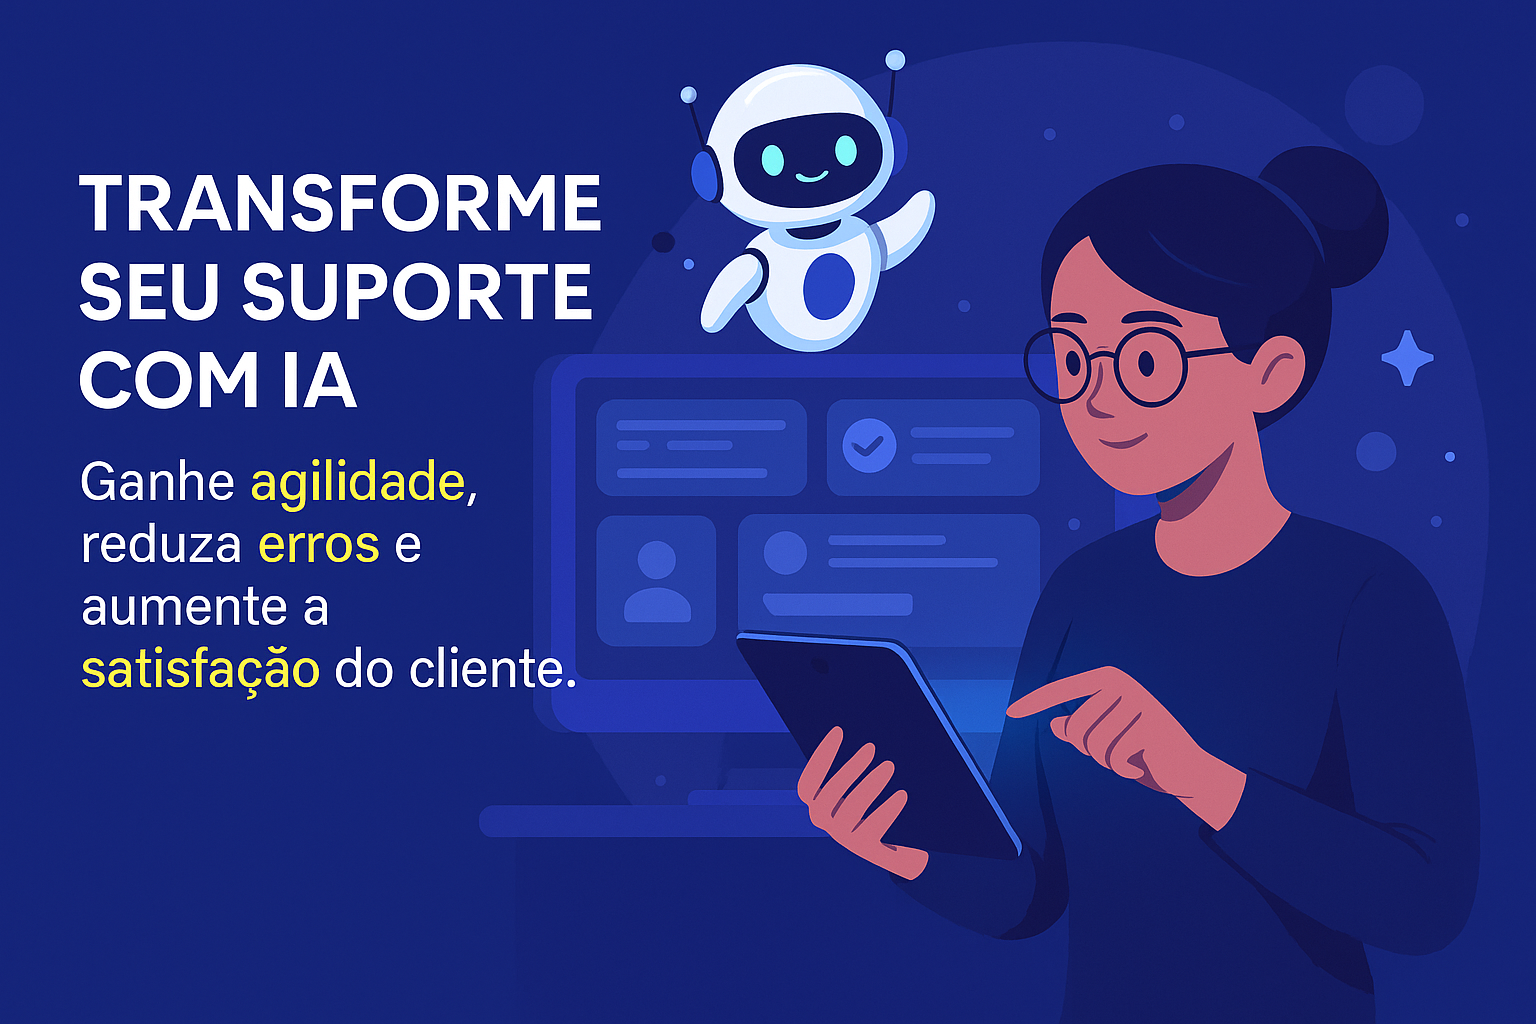 TRANSFORME
SEU SUPORTE
COM IA
Ganhe agilidade,
reduza erros e
aumente a
satisfação do cliente.